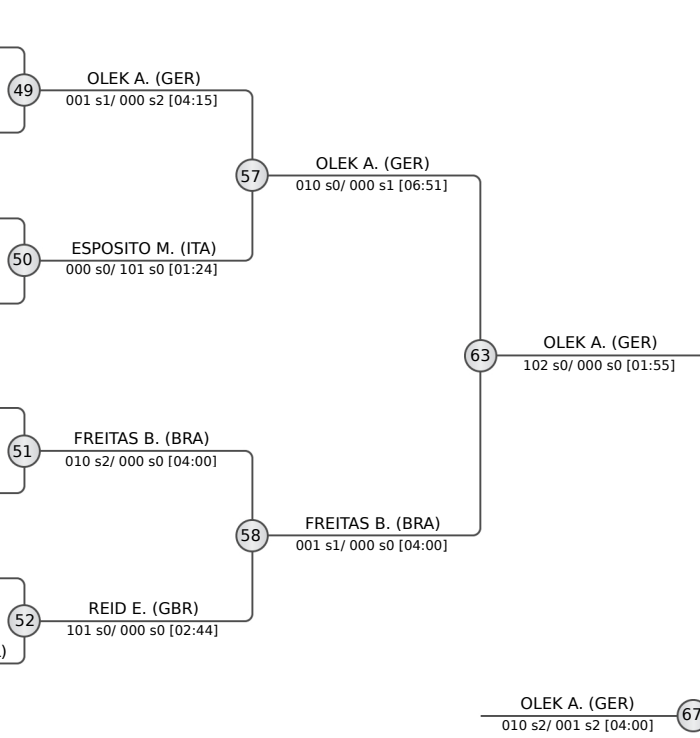 OLEK A. (GER)
49
001 s1/ 000 s2 [04:15]
OLEK A. (GER)
57
010 s0/ 000 s1 [06:51]
ESPOSITO M. (ITA)
50
000 s0/ 101 s0 [01:24]
OLEK A. (GER)
63
102 s0/ 000 s0 [01:55]
FREITAS B. (BRA)
51
010 s2/ 000 s0 [04:00]
FREITAS B. (BRA)
58
001 s1/ 000 s0 [04:00]
REID E. (GBR)
52
101 s0/ 000 s0 [02:44]
)
OLEK A. (GER)
67
010 s2/ 001 s2 [04:00]